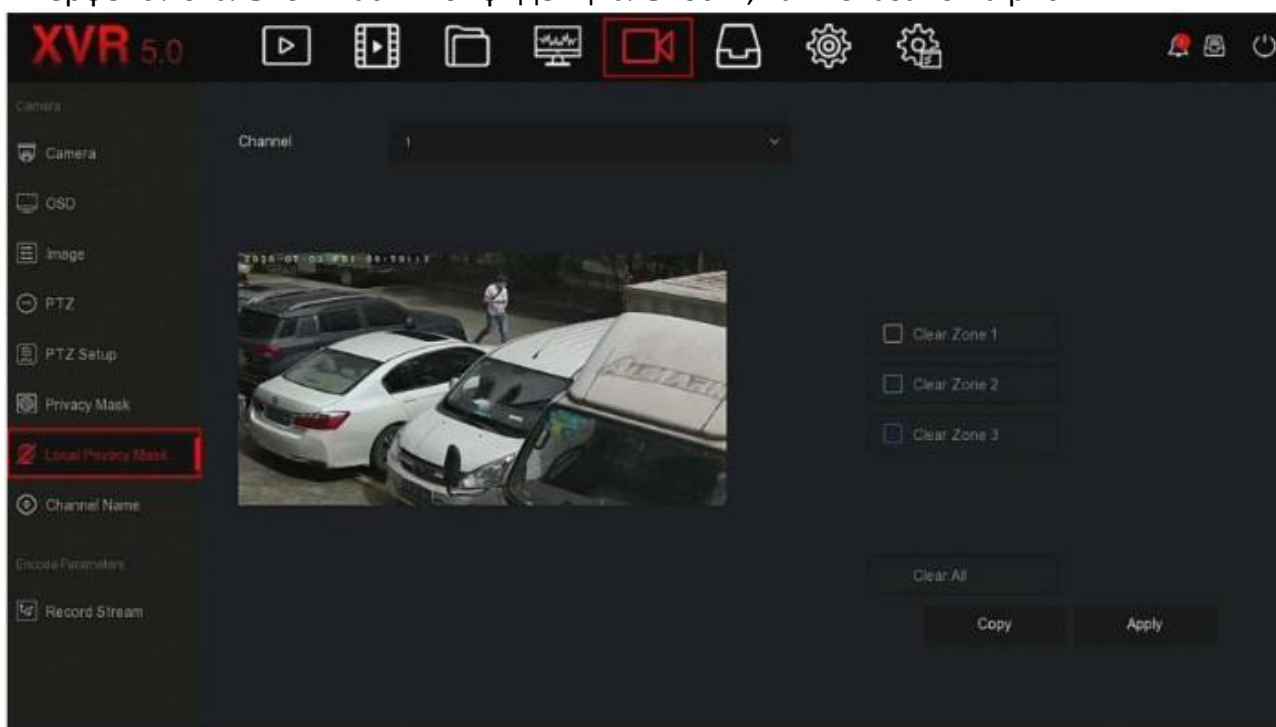 XVR 5.0
Camera
Camera
OSD
Image
PTZ
PTZ Setup
Privacy Mask
Local Privacy Mask
Channel Name
Encode Parameters
Record Stream
Channel 1
Clear Zone 1
Clear Zone 2
Clear Zone 3
Clear All
Copy Apply